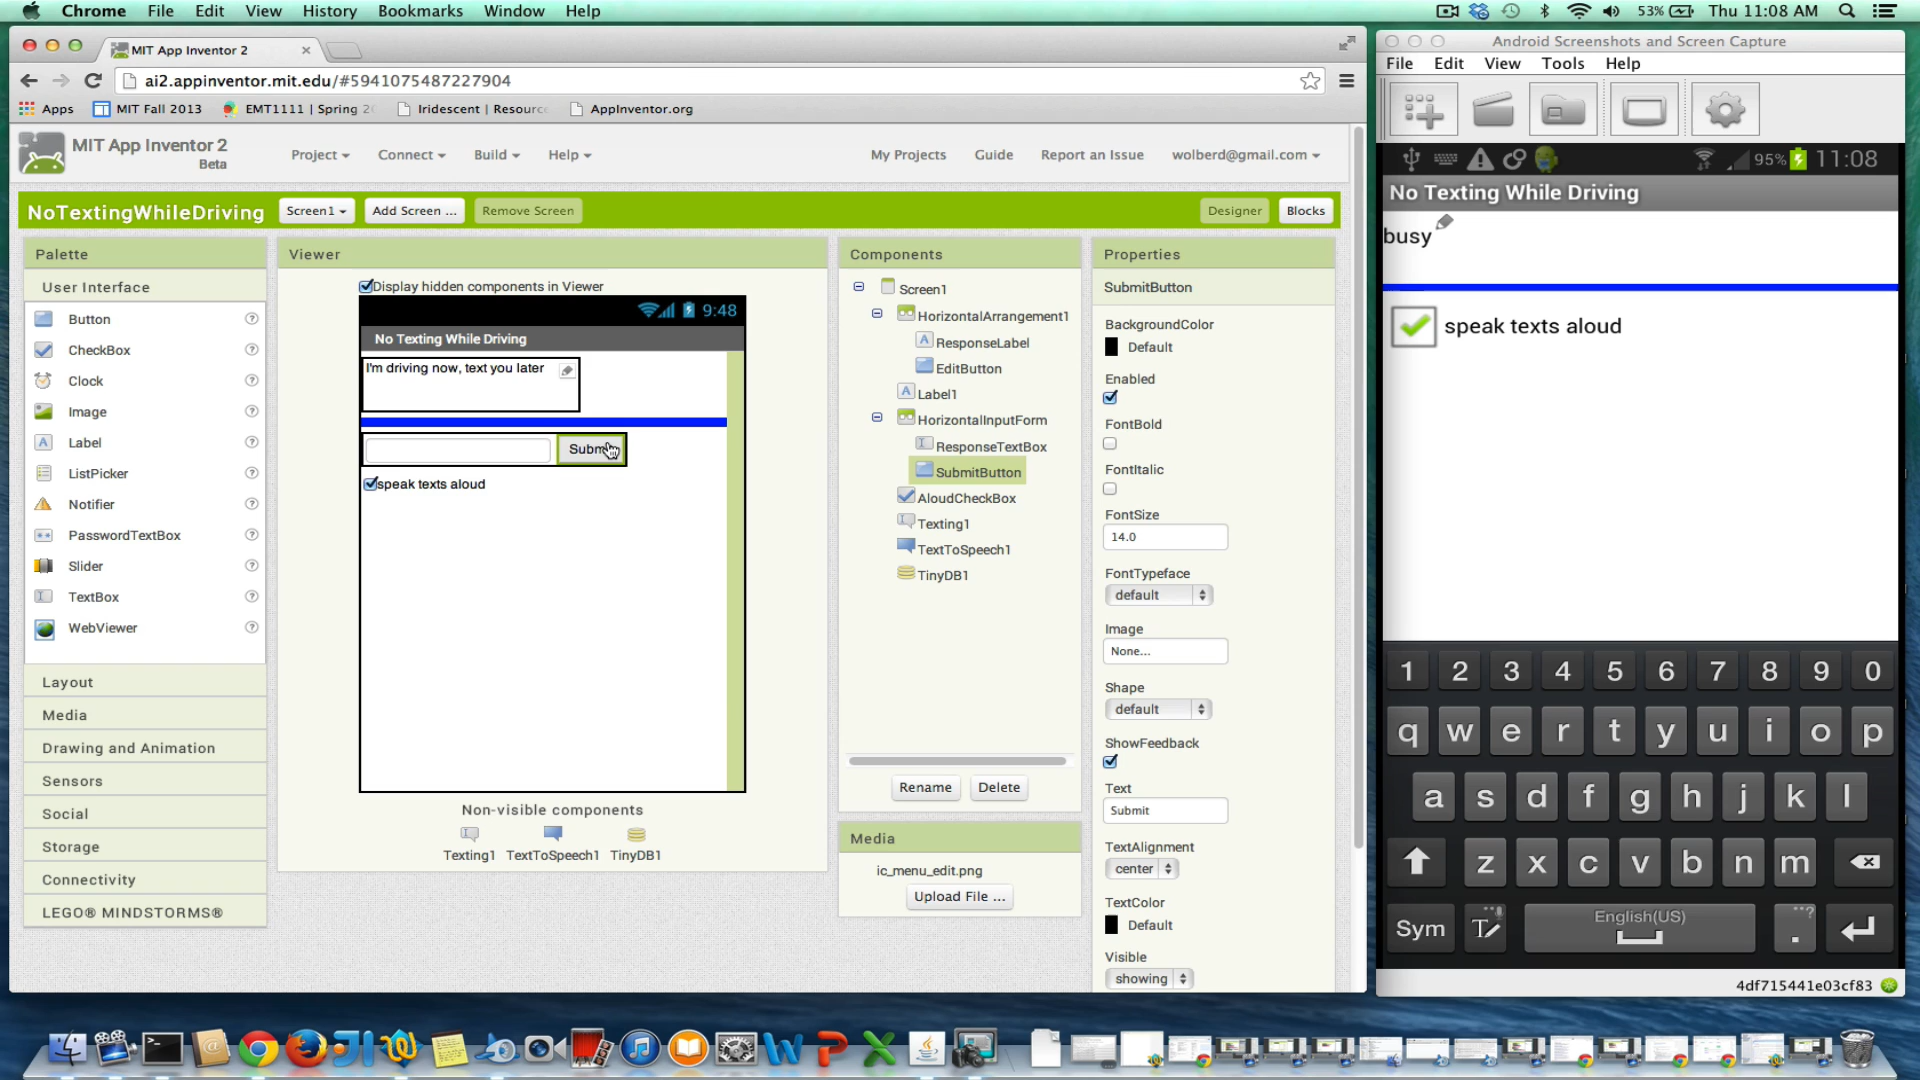 Chrome File Edit View History Bookmarks Window Help
53% Thu 11:08 AM
MIT App Inventor 2
ai2.appinventor.mit.edu/#5941075487227904
Apps MIT Fall 2013 EMT1111 | Spring 2 Iridescent | Resourc AppInventor.org
MIT App Inventor 2
Beta
Project Connect Build Help
My Projects Guide Report an Issue wolberd@gmail.com
NoTextingWhileDriving Screen1 Add Screen ... Remove Screen Designer Blocks
Palette
User Interface
Button
CheckBox
Clock
Image
Label
ListPicker
Notifier
PasswordTextBox
Slider
TextBox
WebViewer
Layout
Media
Drawing and Animation
Sensors
Social
Storage
Connectivity
LEGO® MINDSTORMS®
Viewer
Display hidden components in Viewer
9:48
No Texting While Driving
I'm driving now, text you later
Submit
speak texts aloud
Non-visible components
Texting1 TextToSpeech1 TinyDB1
Components
Screen1
HorizontalArrangement1
ResponseLabel
EditButton
Label1
HorizontalInputForm
ResponseTextBox
SubmitButton
AloudCheckBox
Texting1
TextToSpeech1
TinyDB1
Rename Delete
Media
ic_menu_edit.png
Upload File ...
Properties
SubmitButton
BackgroundColor
Default
Enabled
FontBold
FontItalic
FontSize
14.0
FontTypeface
default
Image
None...
Shape
default
ShowFeedback
Text
Submit
TextAlignment
center
TextColor
Default
Visible
showing
Android Screenshots and Screen Capture
File Edit View Tools Help
95% 11:08
No Texting While Driving
busy
speak texts aloud
1 2 3 4 5 6 7 8 9 0
q w e r t y u i o p
a s d f g h j k l
z x c v b n m
Sym T English(US) . 
4df715441e03cf83